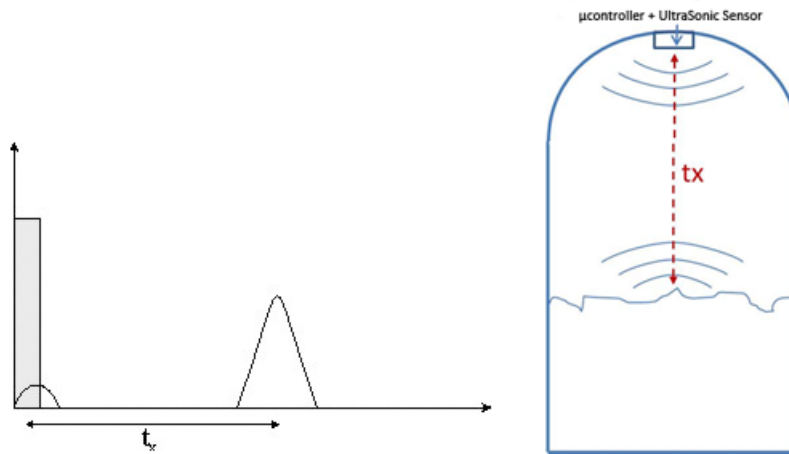 μcontroller + UltraSonic Sensor
tx
tx